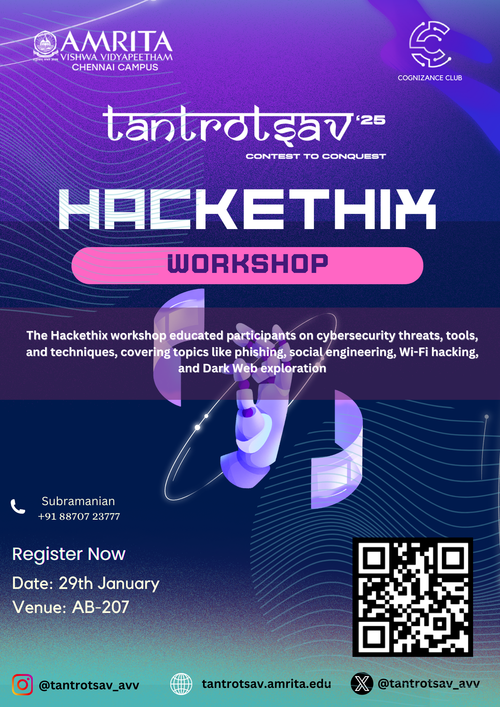 AMRITA
VISHWA VIDYAPEETHAM
CHENNAI CAMPUS
COGNIZANCE CLUB
tantrotsav '25
CONTEST TO CONQUEST
HACKETHIX
WORKSHOP
The Hackethix workshop educated participants on cybersecurity threats, tools,
and techniques, covering topics like phishing, social engineering, Wi-Fi hacking,
and Dark Web exploration
Subramanian
+91 88707 23777
Register Now
Date: 29th January
Venue: AB-207
@tantrotsav_avv
tantrotsav.amrita.edu
@tantrotsav_avv